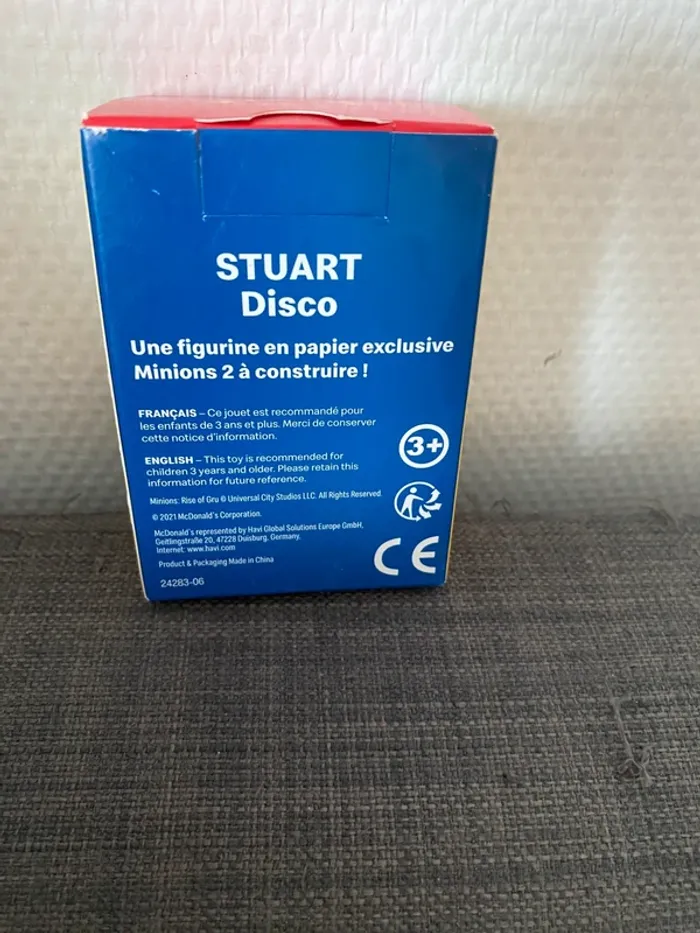 STUART
Disco
Une figurine en papier exclusive
Minions 2 à construire !
FRANÇAIS – Ce jouet est recommandé pour
les enfants de 3 ans et plus. Merci de conserver
cette notice d'information.
ENGLISH – This toy is recommended for
children 3 years and older. Please retain this
information for future reference.
3+
Minions: Rise of Gru © Universal City Studios LLC. All Rights Reserved.
© 2021 McDonald's Corporation.
McDonald's represented by Havi Global Solutions Europe GmbH,
Geitlingstraße 20, 47228 Duisburg, Germany.
Internet: www.havi.com
Product & Packaging Made in China
CE
24283-06